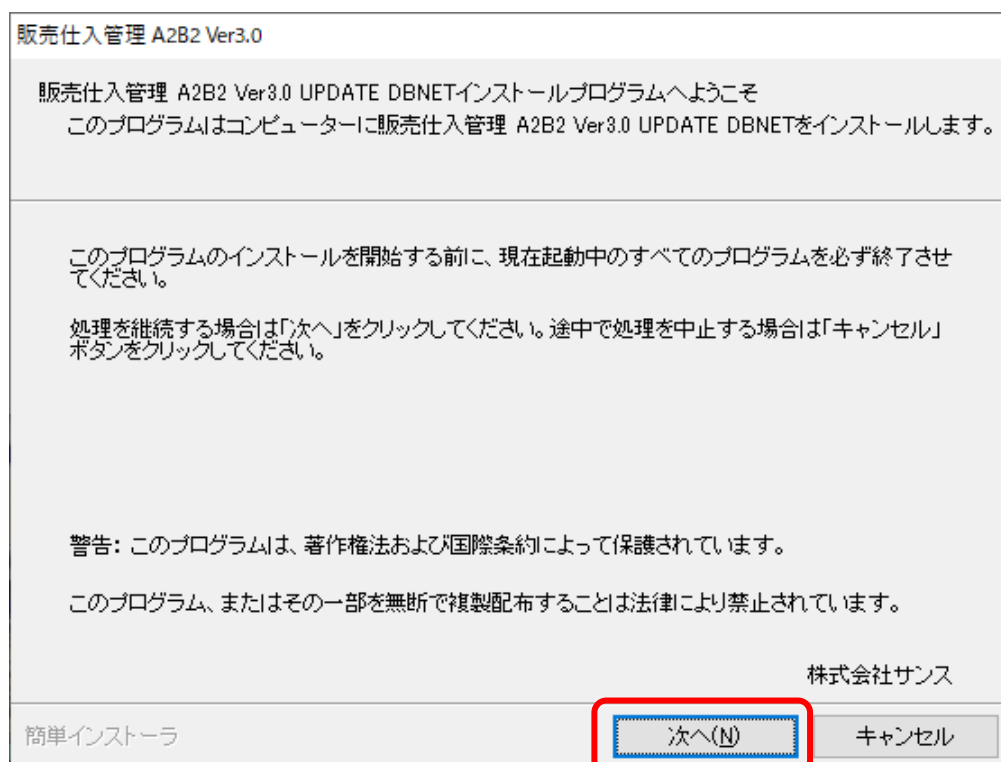 販売仕入管理 A2B2 Ver3.0
販売仕入管理 A2B2 Ver3.0 UPDATE DBNETインストールプログラムへようこそ
このプログラムはコンピューターに販売仕入管理 A2B2 Ver3.0 UPDATE DBNETをインストールします。
このプログラムのインストールを開始する前に、現在起動中のすべてのプログラムを必ず終了させ
てください。
処理を継続する場合は「次へ」をクリックしてください。途中で処理を中止する場合は「キャンセル」
ボタンをクリックしてください。
警告: このプログラムは、著作権法および国際条約によって保護されています。
このプログラム、またはその一部を無断で複製配布することは法律により禁止されています。
株式会社サンス
簡単インストーラ
次へ(N)
キャンセル